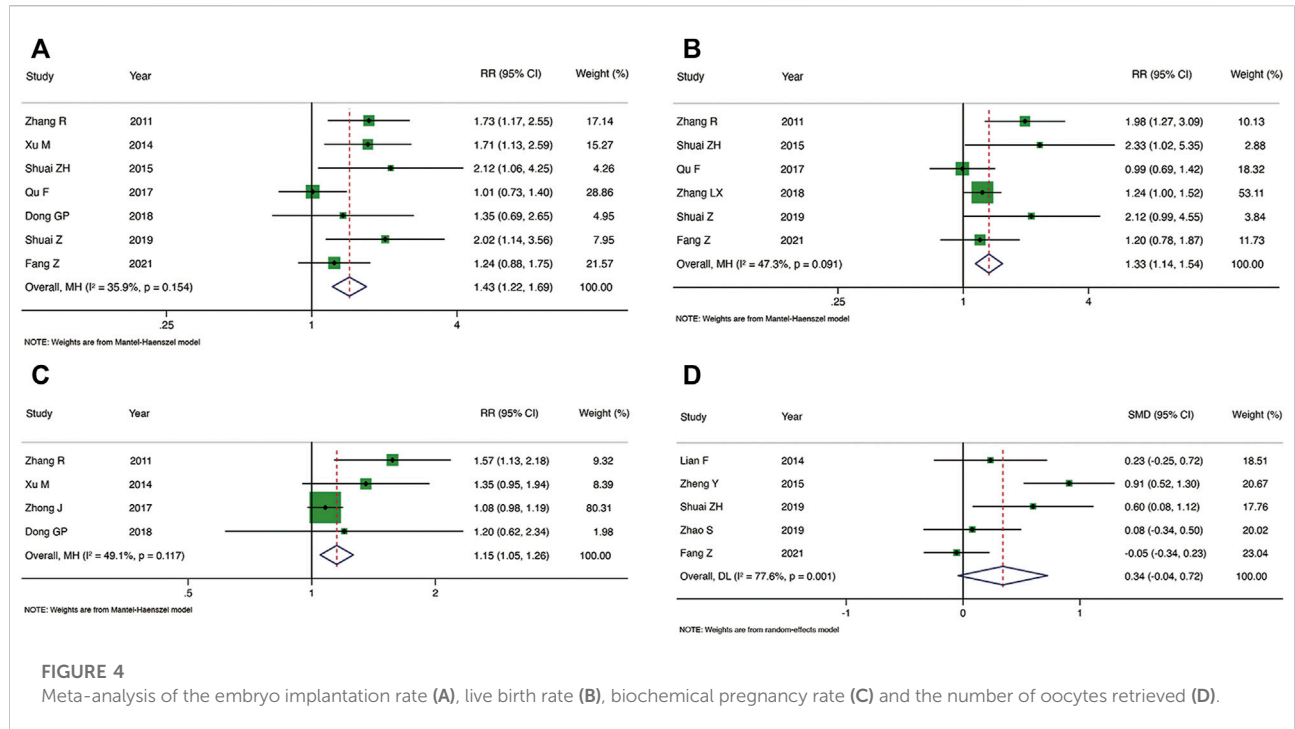 A
Study Year RR (95% CI) Weight (%)
Zhang R 2011 1.73 (1.17, 2.55) 17.14
Xu M 2014 1.71 (1.13, 2.59) 15.27
Shuai ZH 2015 2.12 (1.06, 4.25) 4.26
Qu F 2017 1.01 (0.73, 1.40) 28.86
Dong GP 2018 1.35 (0.69, 2.65) 4.95
Shuai Z 2019 2.02 (1.14, 3.56) 7.95
Fang Z 2021 1.24 (0.88, 1.75) 21.57
Overall, MH (I² = 35.9%, p = 0.154) 1.43 (1.22, 1.69) 100.00
.25 1 4
NOTE: Weights are from Mantel-Haenszel model
B
Study Year RR (95% CI) Weight (%)
Zhang R 2011 1.98 (1.27, 3.09) 10.13
Shuai ZH 2015 2.33 (1.02, 5.35) 2.88
Qu F 2017 0.99 (0.69, 1.42) 18.32
Zhang LX 2018 1.24 (1.00, 1.52) 53.11
Shuai Z 2019 2.12 (0.99, 4.55) 3.84
Fang Z 2021 1.20 (0.78, 1.87) 11.73
Overall, MH (I² = 47.3%, p = 0.091) 1.33 (1.14, 1.54) 100.00
.25 1 4
NOTE: Weights are from Mantel-Haenszel model
C
Study Year RR (95% CI) Weight (%)
Zhang R 2011 1.57 (1.13, 2.18) 9.32
Xu M 2014 1.35 (0.95, 1.94) 8.39
Zhong J 2017 1.08 (0.98, 1.19) 80.31
Dong GP 2018 1.20 (0.62, 2.34) 1.98
Overall, MH (I² = 49.1%, p = 0.117) 1.15 (1.05, 1.26) 100.00
.5 1 2
NOTE: Weights are from Mantel-Haenszel model
D
Study Year SMD (95% CI) Weight (%)
Lian F 2014 0.23 (-0.25, 0.72) 18.51
Zheng Y 2015 0.91 (0.52, 1.30) 20.67
Shuai ZH 2019 0.60 (0.08, 1.12) 17.76
Zhao S 2019 0.08 (-0.34, 0.50) 20.02
Fang Z 2021 -0.05 (-0.34, 0.23) 23.04
Overall, DL (I² = 77.6%, p = 0.001) 0.34 (-0.04, 0.72) 100.00
-1 0 1
NOTE: Weights are from random-effects model
FIGURE 4
Meta-analysis of the embryo implantation rate (A), live birth rate (B), biochemical pregnancy rate (C) and the number of oocytes retrieved (D).